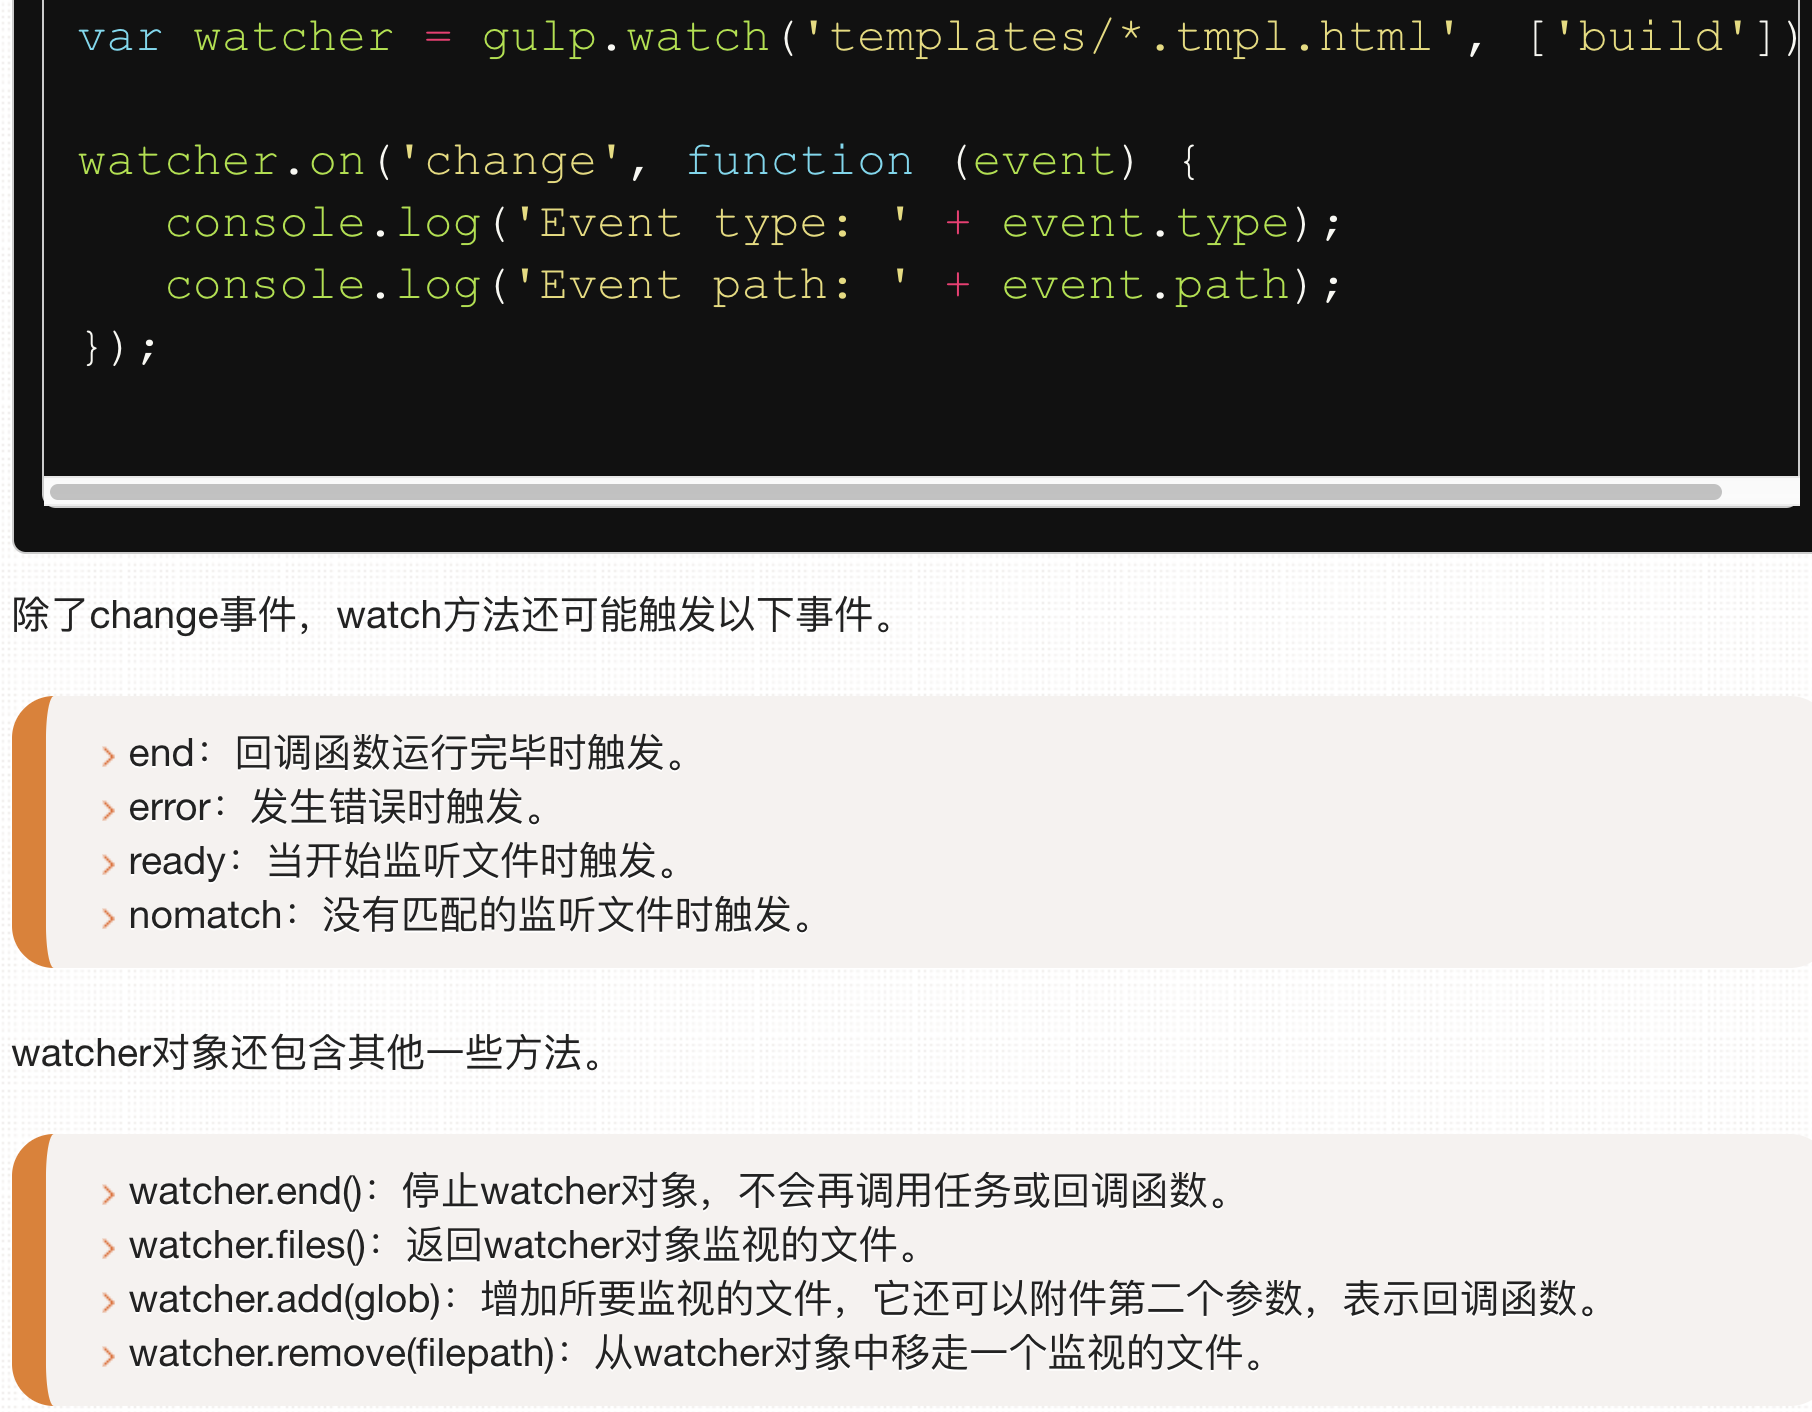 var watcher = gulp.watch('templates/*.tmpl.html', ['build'])
watcher.on('change', function (event) {
   console.log('Event type: ' + event.type);
   console.log('Event path: ' + event.path);
});
除了change事件，watch方法还可能触发以下事件。
› end：回调函数运行完毕时触发。
› error：发生错误时触发。
› ready：当开始监听文件时触发。
› nomatch：没有匹配的监听文件时触发。
watcher对象还包含其他一些方法。
› watcher.end()：停止watcher对象，不会再调用任务或回调函数。
› watcher.files()：返回watcher对象监视的文件。
› watcher.add(glob)：增加所要监视的文件，它还可以附件第二个参数，表示回调函数。
› watcher.remove(filepath)：从watcher对象中移走一个监视的文件。